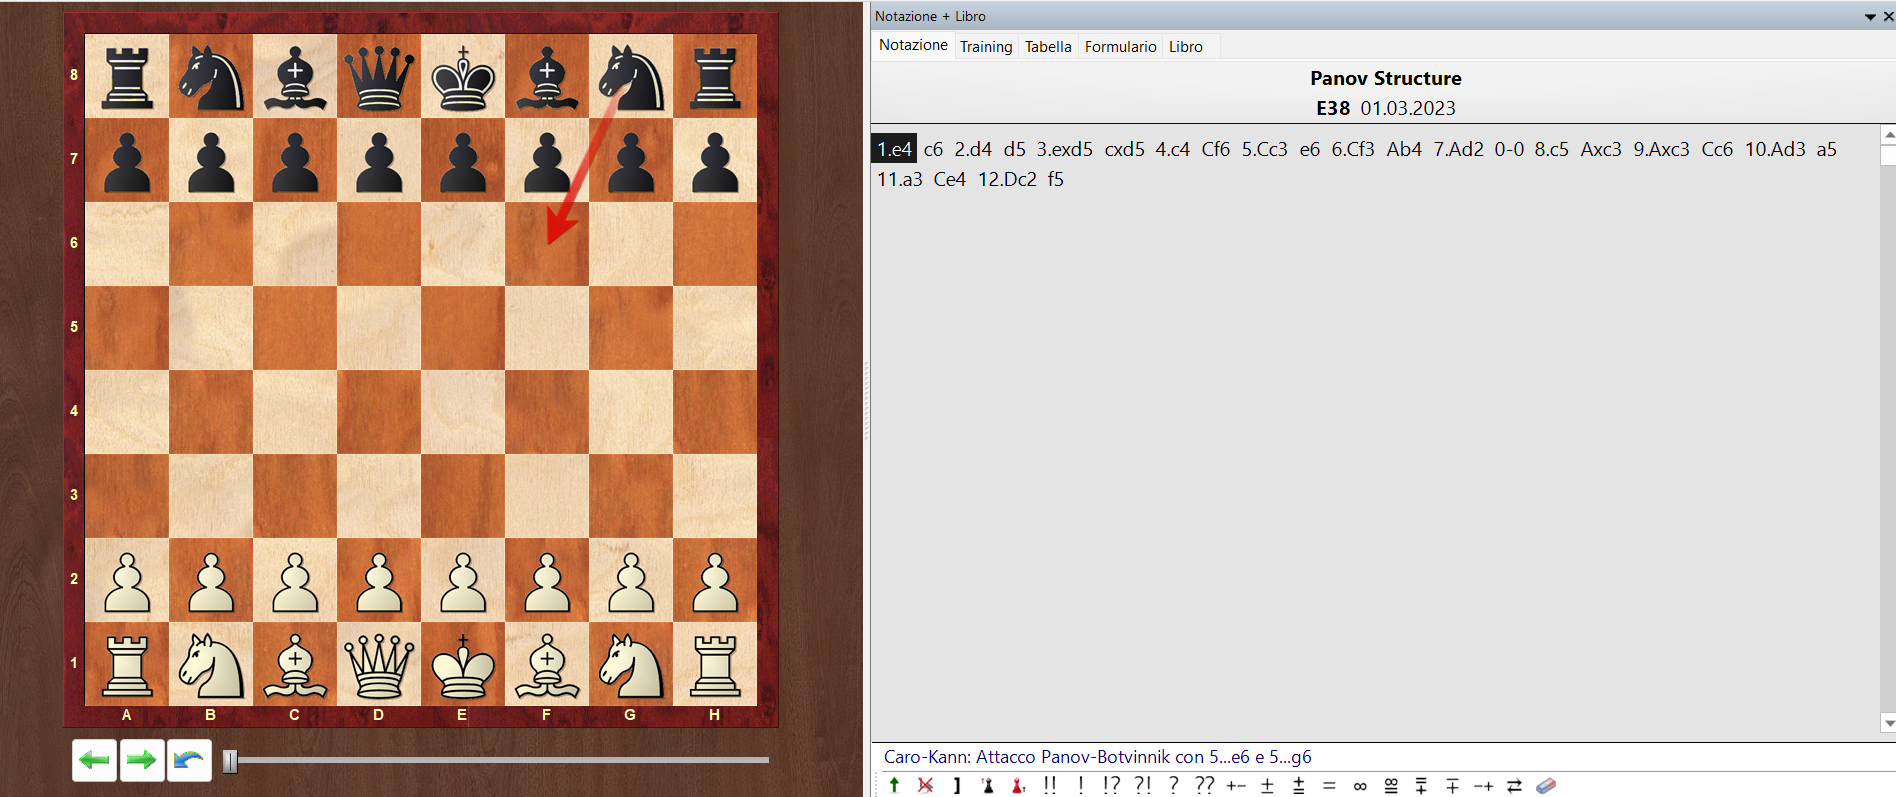 8
7
6
5
4
3
2
1
A B C D E F G H
Notazione + Libro
Notazione Training Tabella Formulario Libro
Panov Structure
E38 01.03.2023
1.e4 c6 2.d4 d5 3.exd5 cxd5 4.c4 Cf6 5.Cc3 e6 6.Cf3 Ab4 7.Ad2 0-0 8.c5 Axc3 9.Axc3 Cc6 10.Ad3 a5
11.a3 Ce4 12.Dc2 f5
Caro-Kann: Attacco Panov-Botvinnik con 5...e6 e 5...g6
] !! ! !? ?! ? ?? +- ± ⩲ = ∞ ⯹ ⩱ ∓ -+ ⇄